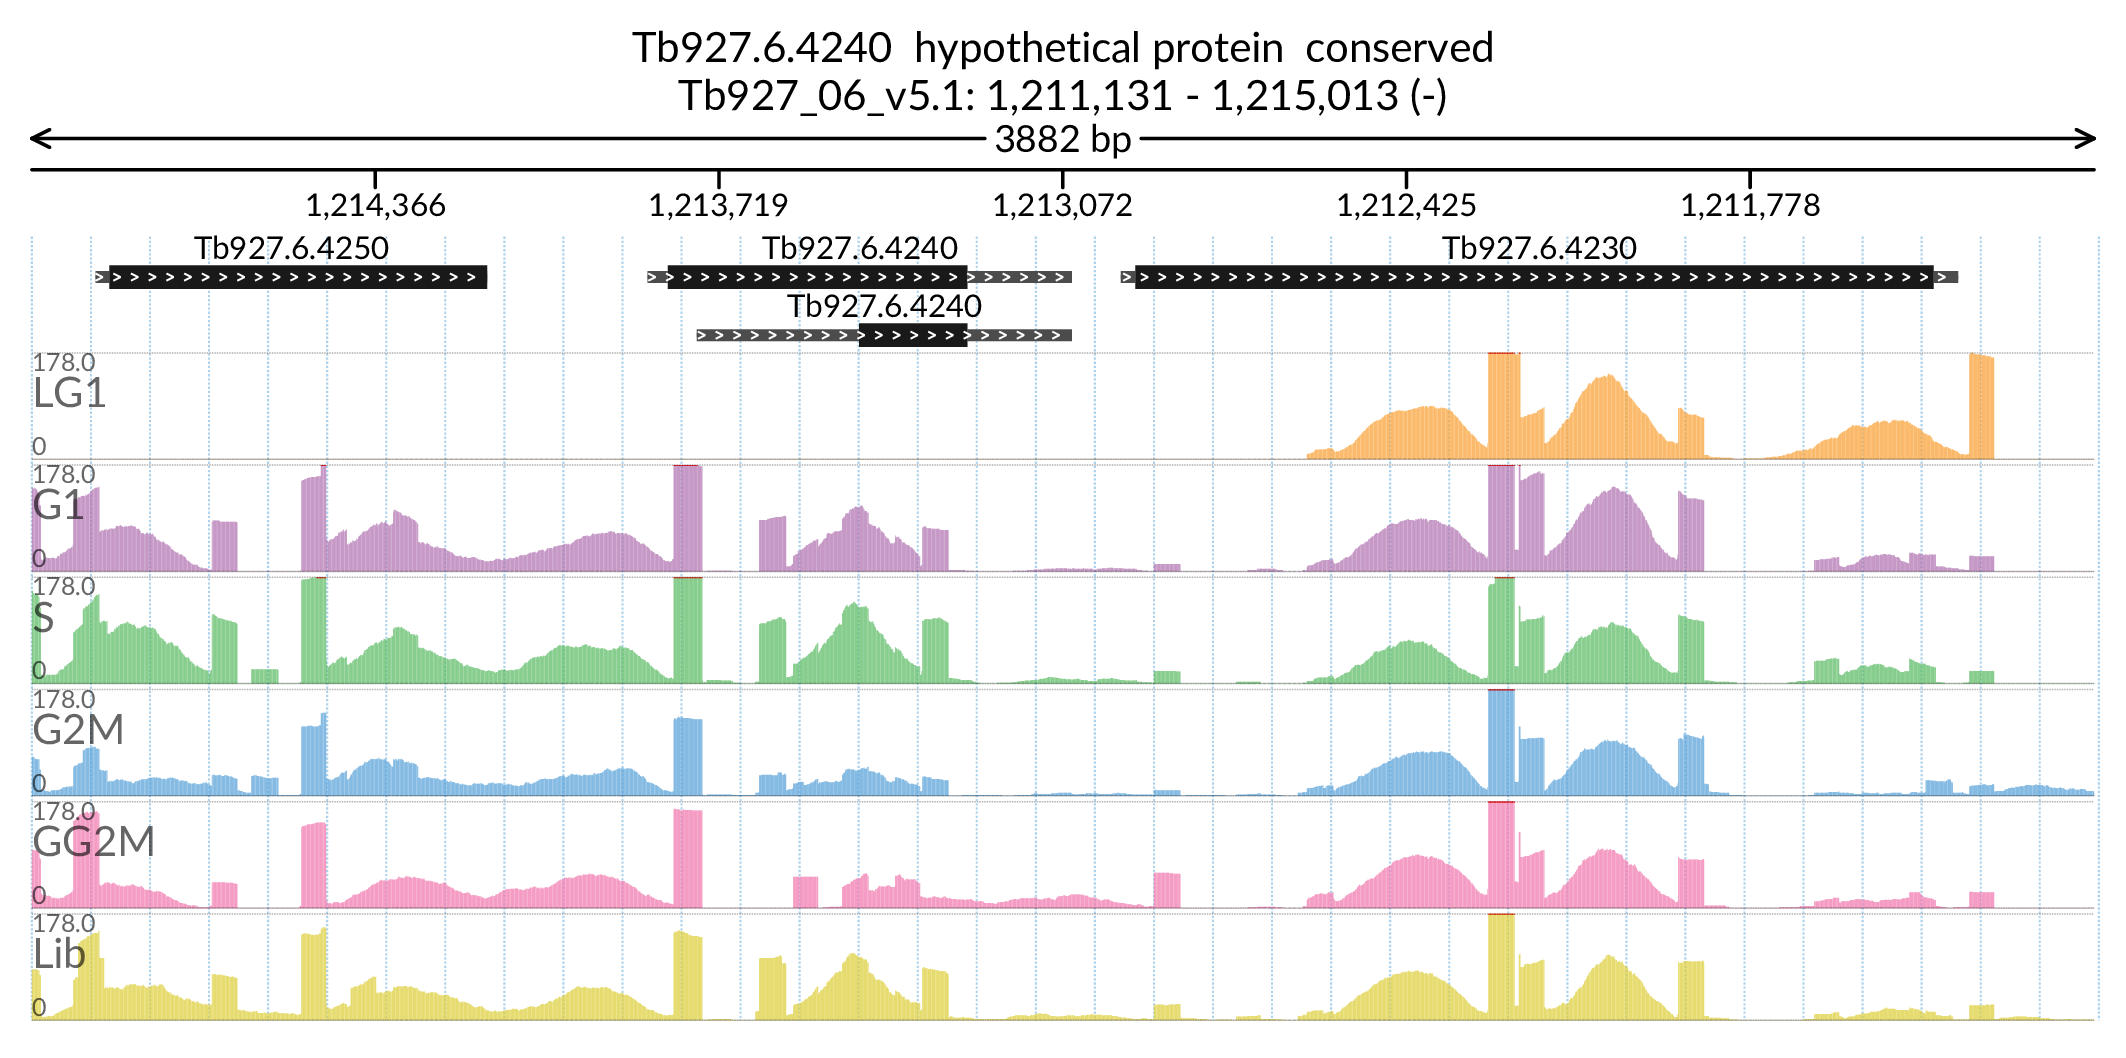 Tb927.6.4240  hypothetical protein  conserved
Tb927_06_v5.1: 1,211,131 - 1,215,013 (-)
3882 bp
1,214,366 1,213,719 1,213,072 1,212,425 1,211,778
Tb927.6.4250 Tb927.6.4240 Tb927.6.4230
Tb927.6.4240
178.0
LG1
0
178.0
G1
0
178.0
S
0
178.0
G2M
0
178.0
GG2M
0
178.0
Lib
0